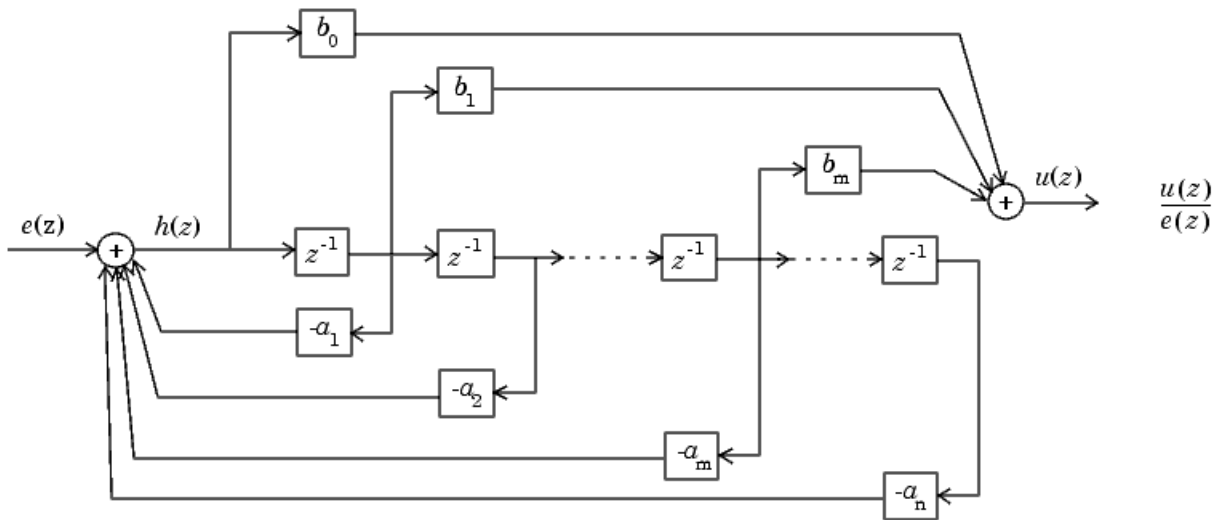 b₀
b₁
bₘ
u(z)
u(z)
e(z)
e(z)
+
h(z)
z⁻¹
z⁻¹
z⁻¹
z⁻¹
+
-a₁
-a₂
-aₘ
-aₙ